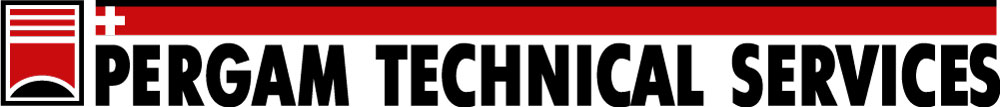 PERGAM TECHNICAL SERVICES